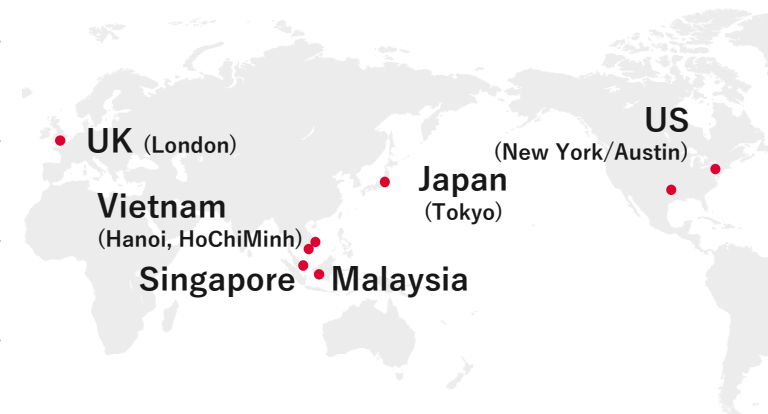 US
(New York/Austin)
UK (London)
Japan
(Tokyo)
Vietnam
(Hanoi, HoChiMinh)
Singapore
Malaysia